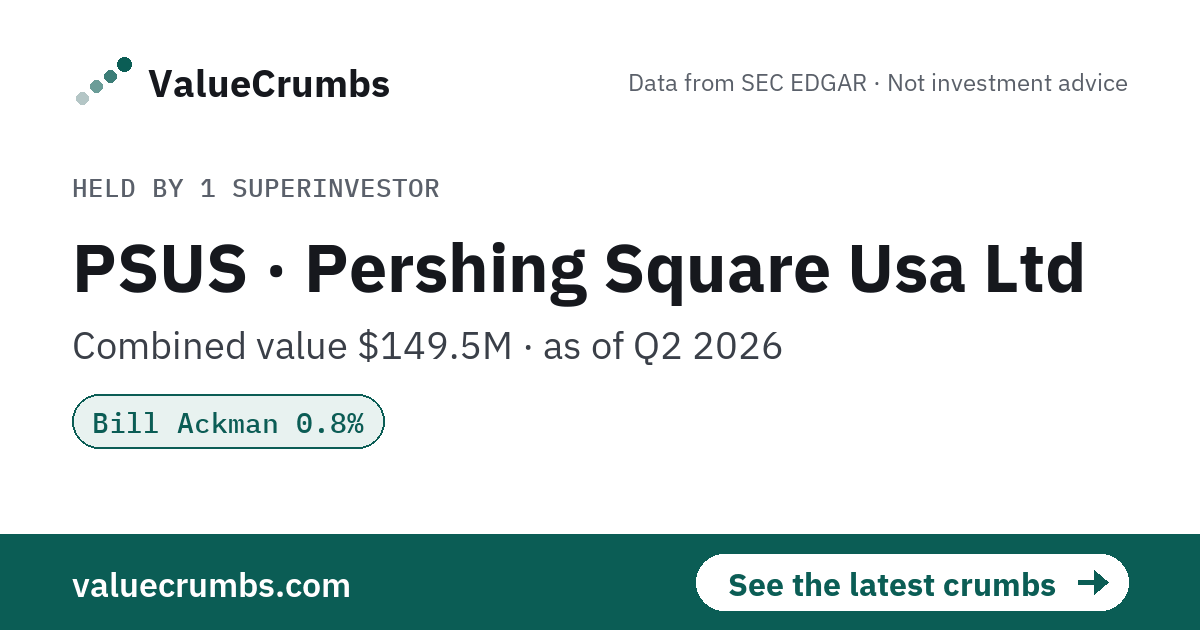 ValueCrumbs
Data from SEC EDGAR · Not investment advice
HELD BY 1 SUPERINVESTOR
PSUS · Pershing Square Usa Ltd
Combined value $149.5M · as of Q2 2026
Bill Ackman 0.8%
valuecrumbs.com
See the latest crumbs